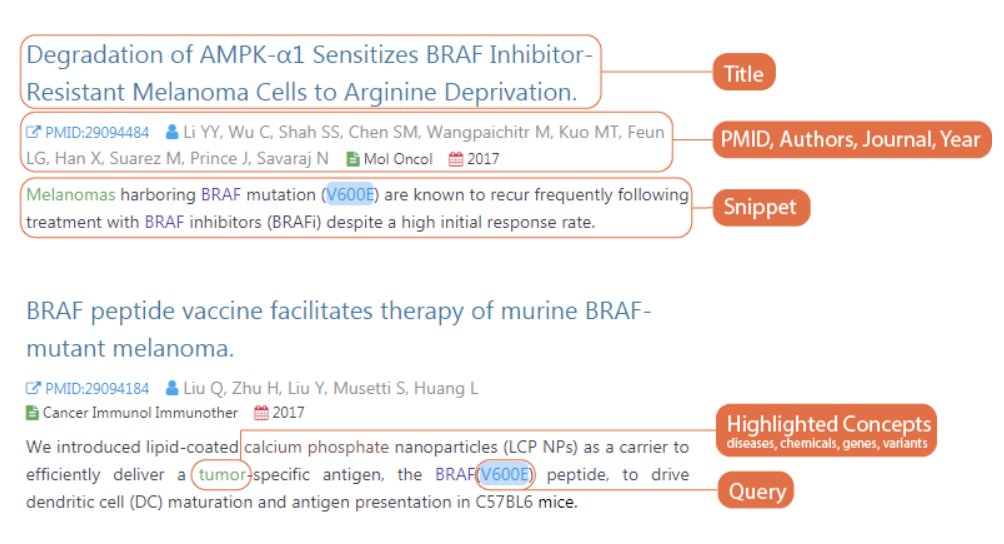 Degradation of AMPK-α1 Sensitizes BRAF Inhibitor-
Resistant Melanoma Cells to Arginine Deprivation.
Title
PMID:29094484 Li YY, Wu C, Shah SS, Chen SM, Wangpaichitr M, Kuo MT, Feun
LG, Han X, Suarez M, Prince J, Savaraj N Mol Oncol 2017
PMID, Authors, Journal, Year
Melanomas harboring BRAF mutation (V600E) are known to recur frequently following
treatment with BRAF inhibitors (BRAFi) despite a high initial response rate.
Snippet
BRAF peptide vaccine facilitates therapy of murine BRAF-
mutant melanoma.
PMID:29094184 Liu Q, Zhu H, Liu Y, Musetti S, Huang L
Cancer Immunol Immunother 2017
We introduced lipid-coated calcium phosphate nanoparticles (LCP NPs) as a carrier to
efficiently deliver a tumor-specific antigen, the BRAF(V600E) peptide, to drive
dendritic cell (DC) maturation and antigen presentation in C57BL6 mice.
Highlighted Concepts
diseases, chemicals, genes, variants
Query